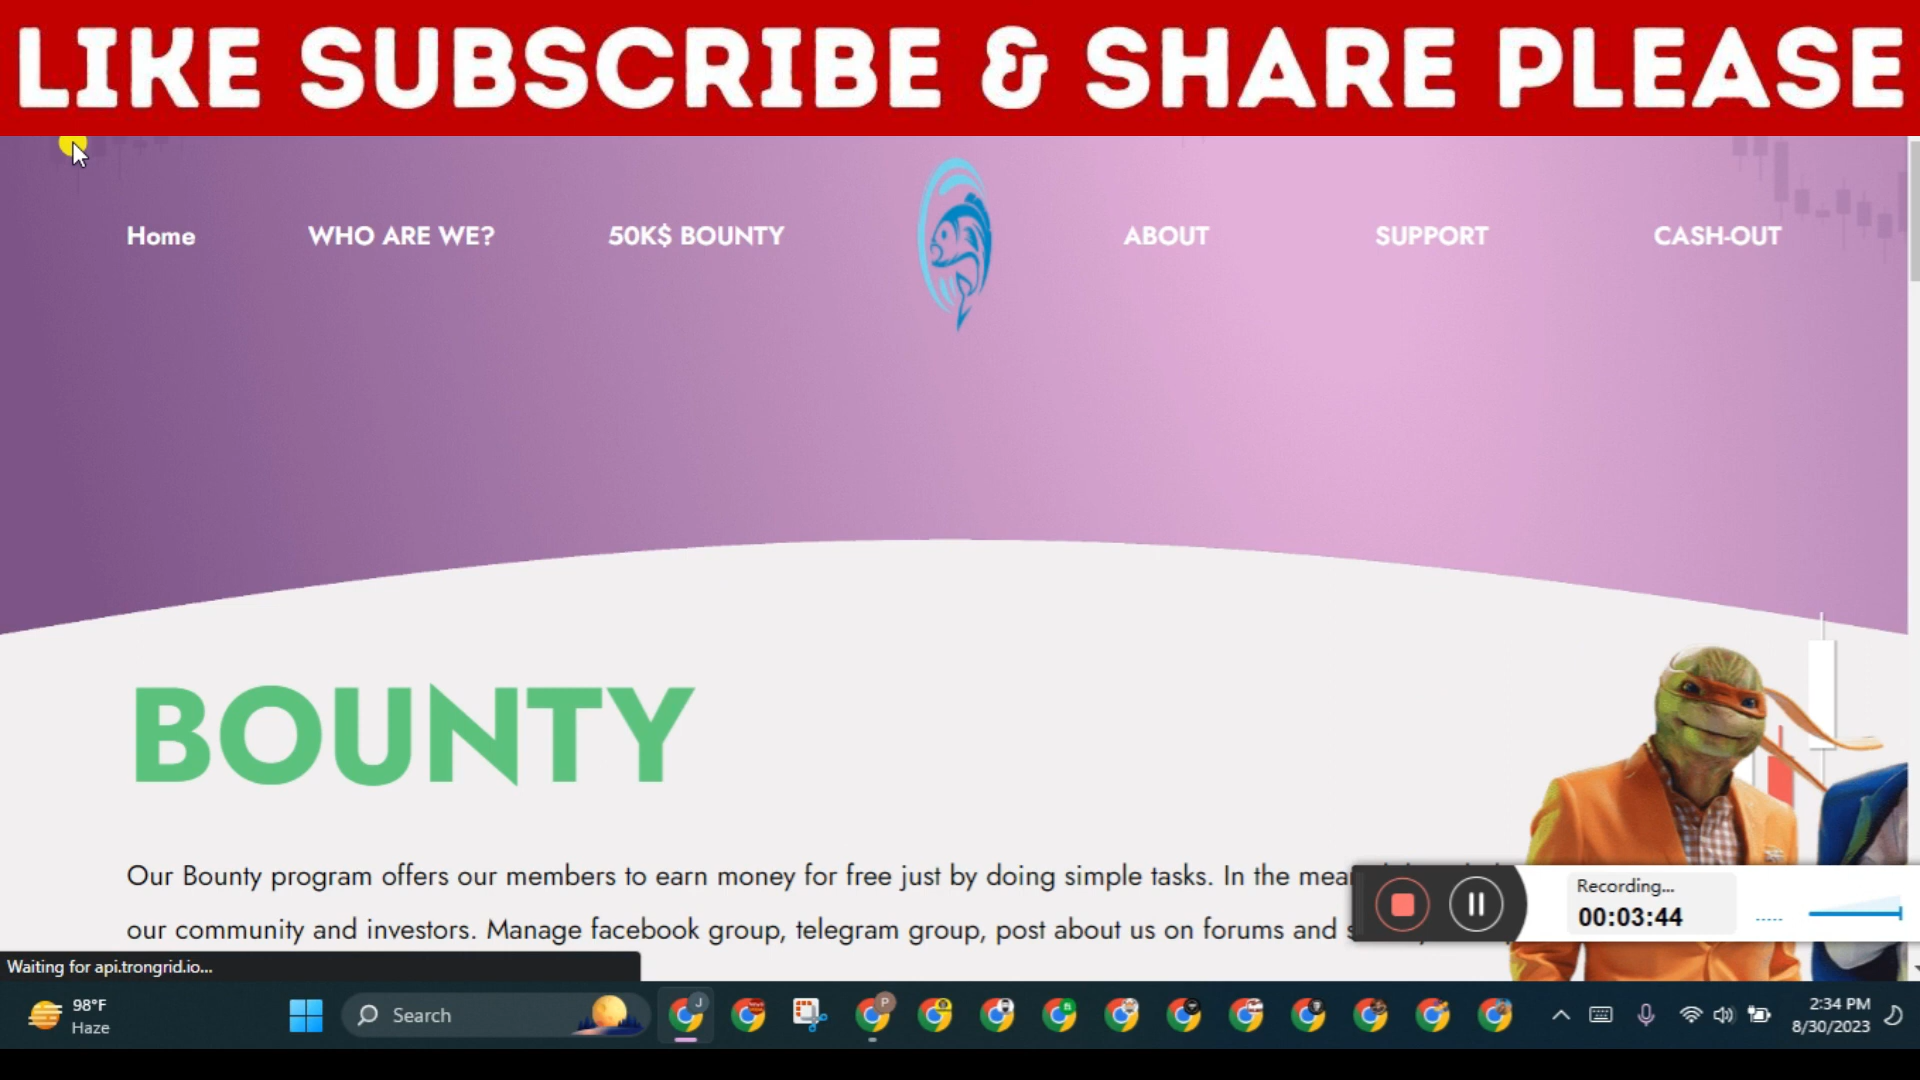 LIKE SUBSCRIBE & SHARE PLEASE
Home WHO ARE WE? 50K$ BOUNTY ABOUT SUPPORT CASH-OUT
BOUNTY
Our Bounty program offers our members to earn money for free just by doing simple tasks. In the
our community and investors. Manage facebook group, telegram group, post about us on forums and
Recording...
00:03:44
Waiting for api.trongrid.io...
98°F
Haze
Search
2:34 PM
8/30/2023